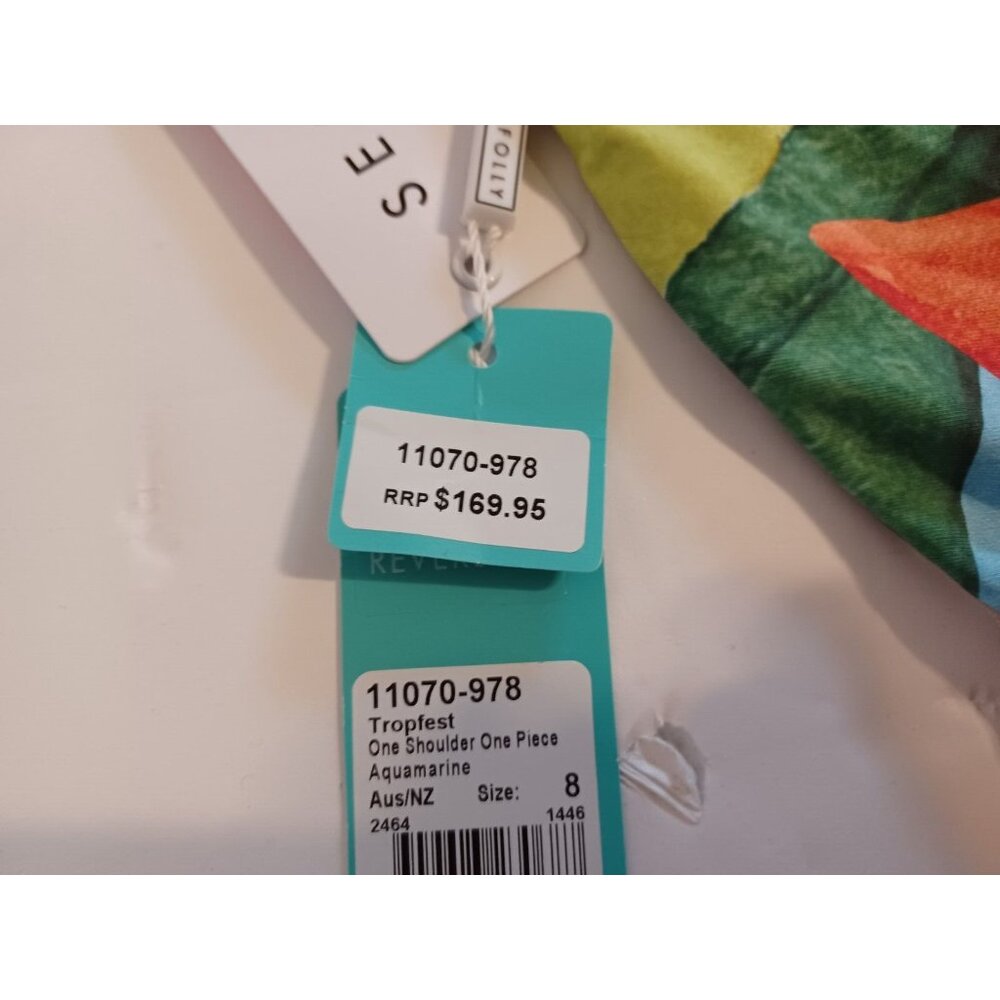 SE
FOLLY
11070-978
RRP $169.95
11070-978
Tropfest
One Shoulder One Piece
Aquamarine
Aus/NZ Size: 8
2464 1446